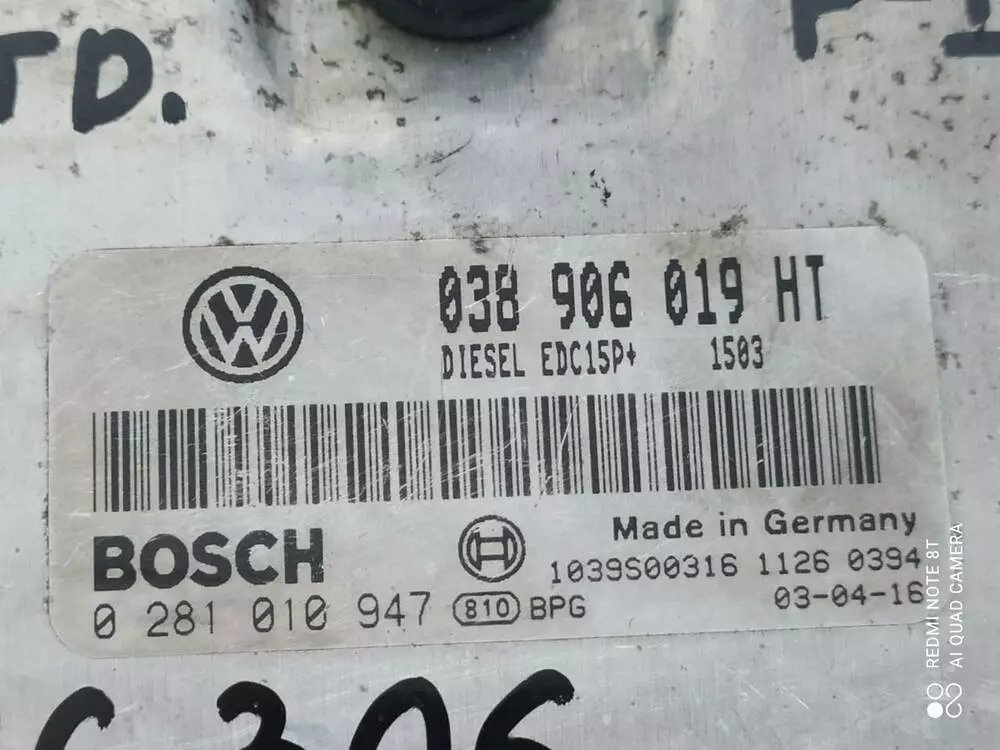 TD.
038 906 019 HT
DIESEL EDC15P+ 1503
BOSCH
Made in Germany
1039S00316 1126 0394
0 281 010 947 810 BPG
03-04-16
306
REDMI NOTE 8T
AI QUAD CAMERA